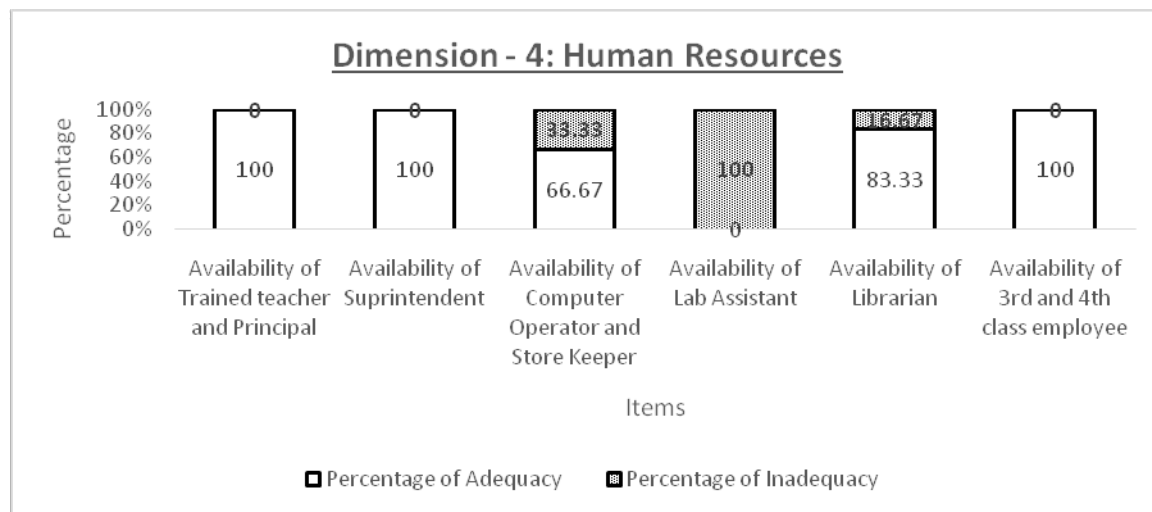 Dimension - 4: Human Resources
Percentage
100%
80%
60%
40%
20%
0%
0
100
0
100
33.33
66.67
100
0
16.67
83.33
0
100
Availability of
Trained teacher
and Principal
Availability of
Suprintendent
Availability of
Computer
Operator and
Store Keeper
Availability of
Lab Assistant
Availability of
Librarian
Availability of
3rd and 4th
class employee
Items
Percentage of Adequacy
Percentage of Inadequacy